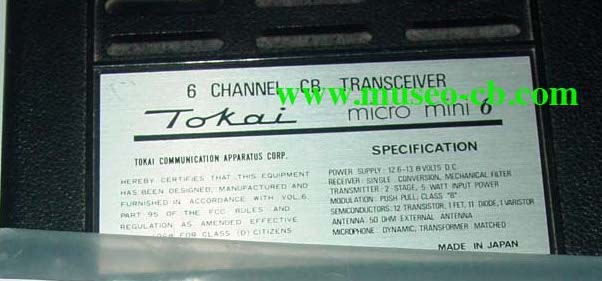 6 CHANNEL CB TRANSCEIVER
www.museo-cb.com
Tokai micro mini 6
TOKAI COMMUNICATION APPARATUS CORP.
HEREBY CERTIFIES THAT THIS EQUIPMENT
HAS BEEN DESIGNED, MANUFACTURED AND
FURNISHED IN ACCORDANCE WITH VOL.6
PART 95 OF THE FCC RULES AND
REGULATION AS AMENDED EFFECTIVE
FOR CLASS (D) CITIZENS
SPECIFICATION
POWER SUPPLY : 12.6-13.8 VOLTS D.C.
RECEIVER : SINGLE CONVERSION, MECHANICAL FILTER
TRANSMITTER : 2-STAGE, 5 WATT INPUT POWER
MODULATION : PUSH PULL, CLASS "B"
SEMICONDUCTORS : 12 TRANSISTOR, 1 FET, 11 DIODE, 1 VARISTOR
ANTENNA : 50 OHM EXTERNAL ANTENNA
MICROPHONE : DYNAMIC, TRANSFORMER MATCHED
MADE IN JAPAN